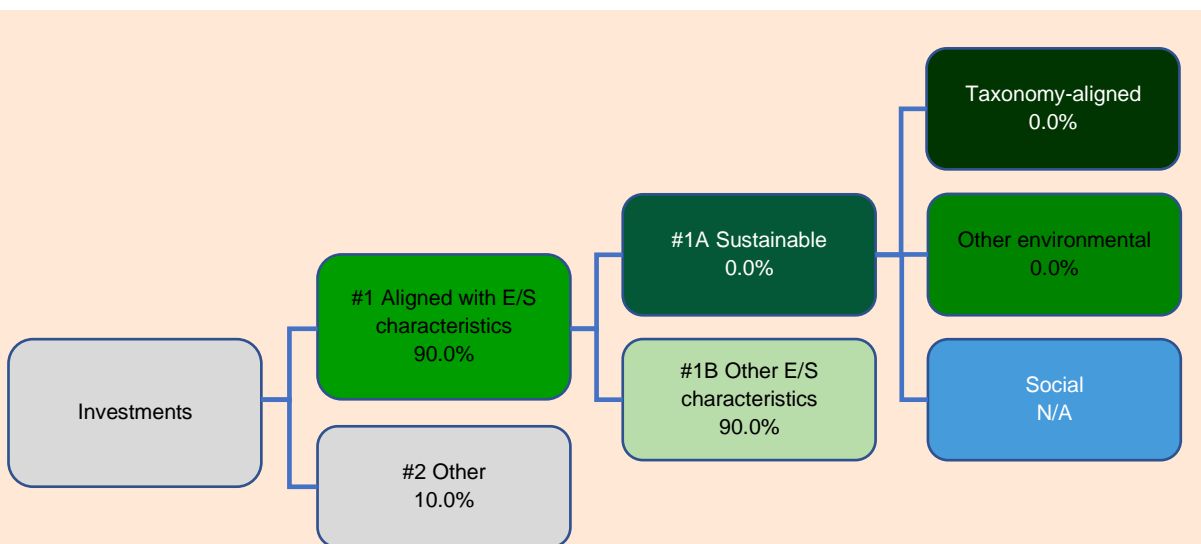 Investments
#1 Aligned with E/S
characteristics
90.0%
#2 Other
10.0%
#1A Sustainable
0.0%
#1B Other E/S
characteristics
90.0%
Taxonomy-aligned
0.0%
Other environmental
0.0%
Social
N/A